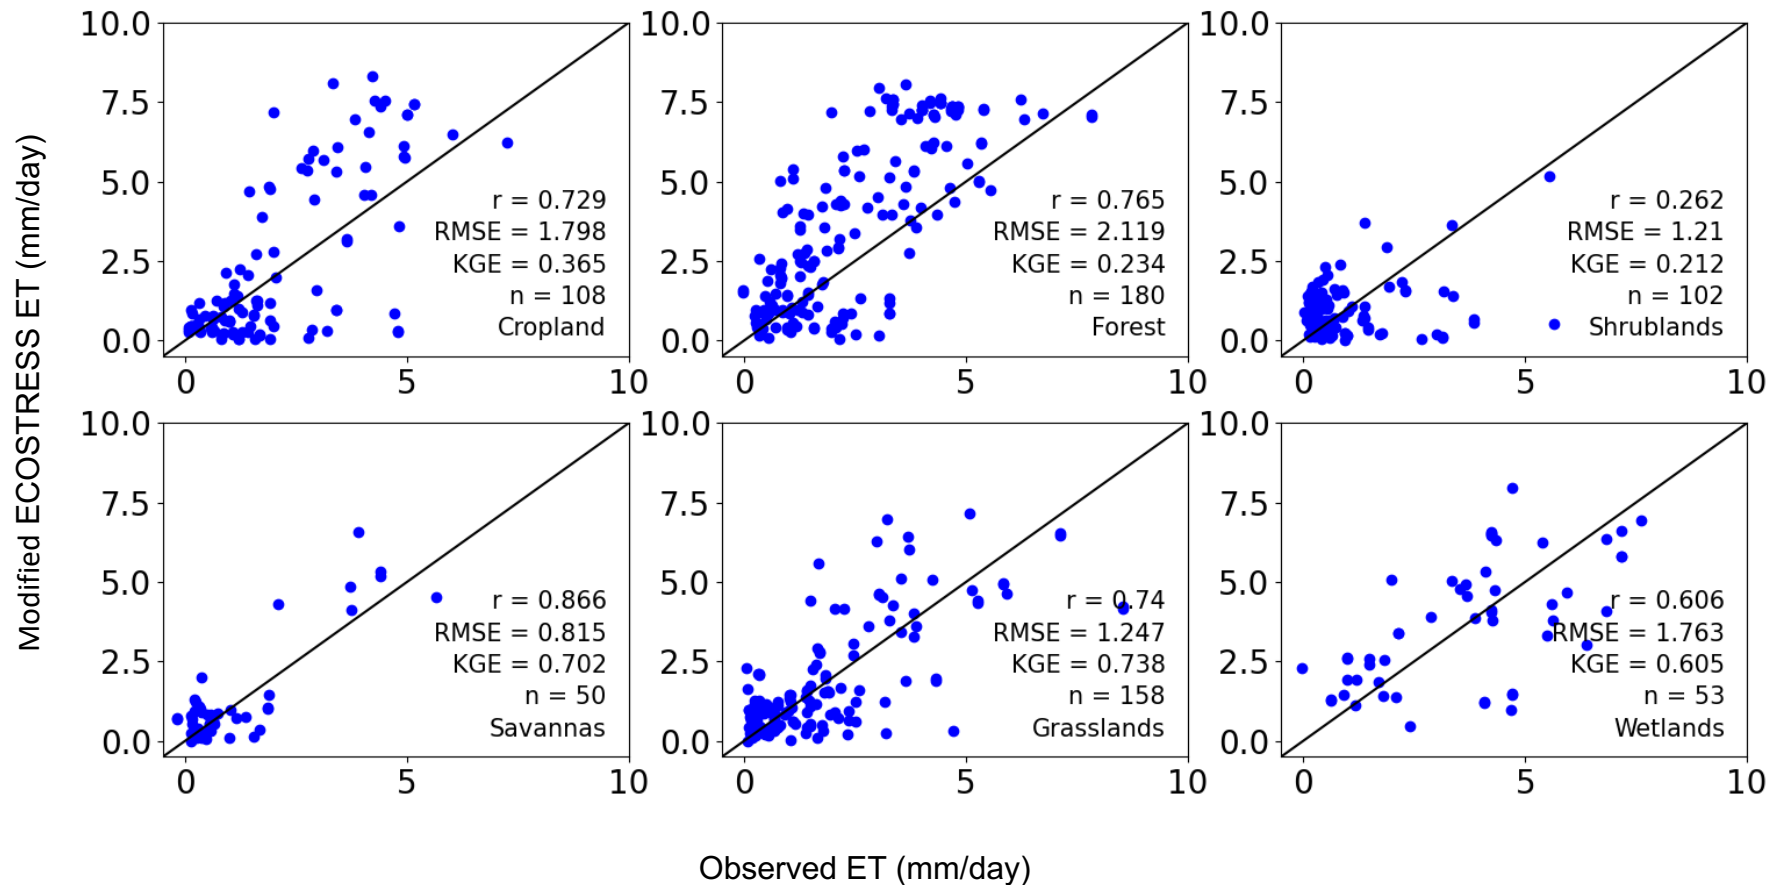 Modified ECOSTRESS ET (mm/day)
10.0
7.5
5.0
2.5
0.0
0
5
10
r = 0.729
RMSE = 1.798
KGE = 0.365
n = 108
Cropland
10.0
7.5
5.0
2.5
0.0
0
5
10
r = 0.765
RMSE = 2.119
KGE = 0.234
n = 180
Forest
10.0
7.5
5.0
2.5
0.0
0
5
10
r = 0.262
RMSE = 1.21
KGE = 0.212
n = 102
Shrublands
10.0
7.5
5.0
2.5
0.0
0
5
10
r = 0.866
RMSE = 0.815
KGE = 0.702
n = 50
Savannas
10.0
7.5
5.0
2.5
0.0
0
5
10
r = 0.74
RMSE = 1.247
KGE = 0.738
n = 158
Grasslands
10.0
7.5
5.0
2.5
0.0
0
5
10
r = 0.606
RMSE = 1.763
KGE = 0.605
n = 53
Wetlands
Observed ET (mm/day)